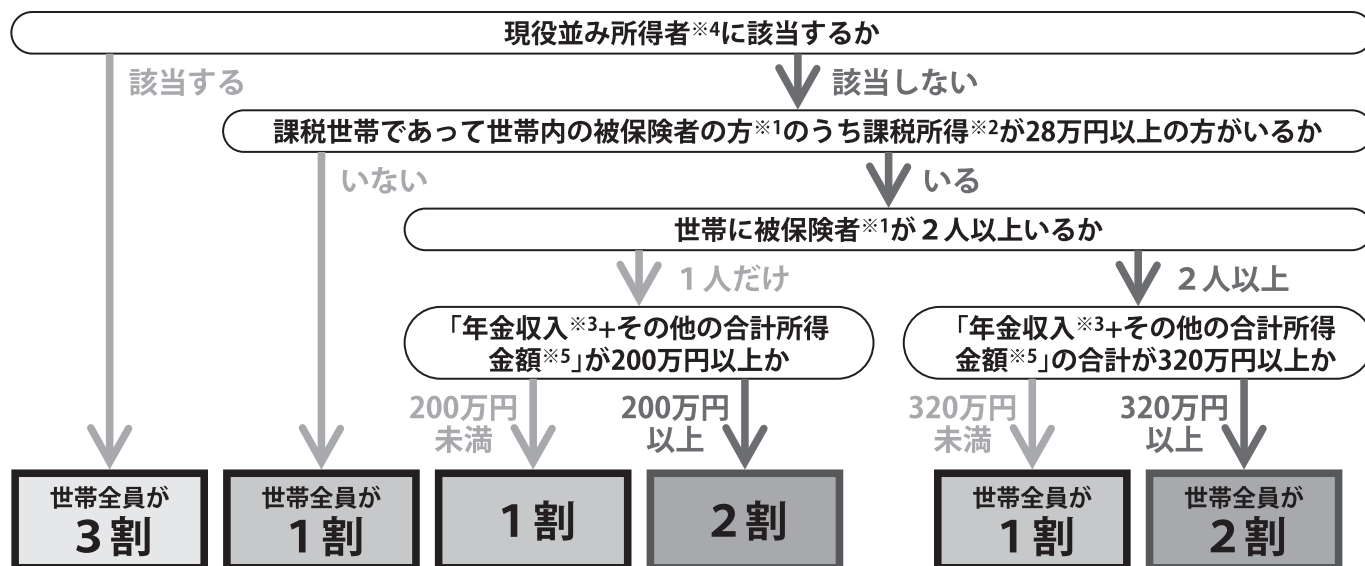 現役並み所得者※4に該当するか
該当する
該当しない
課税世帯であって世帯内の被保険者の方※1のうち課税所得※2が28万円以上の方がいるか
いない
いる
世帯に被保険者※1が２人以上いるか
１人だけ
２人以上
「年金収入※3+その他の合計所得
金額※5」が200万円以上か
「年金収入※3+その他の合計所得
金額※5」の合計が320万円以上か
200万円
未満
200万円
以上
320万円
未満
320万円
以上
世帯全員が
３割
世帯全員が
１割
１割
２割
世帯全員が
１割
世帯全員が
２割